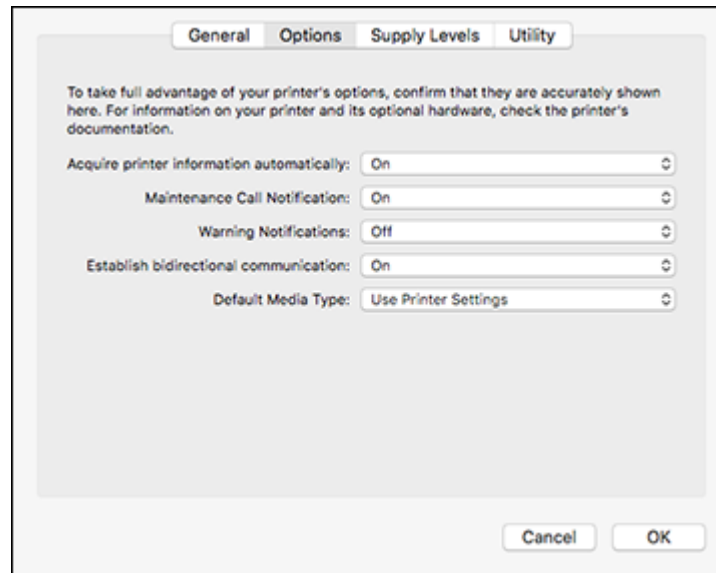 General Options Supply Levels Utility
To take full advantage of your printer's options, confirm that they are accurately shown
here. For information on your printer and its optional hardware, check the printer's
documentation.
Acquire printer information automatically: On
Maintenance Call Notification: On
Warning Notifications: Off
Establish bidirectional communication: On
Default Media Type: Use Printer Settings
Cancel OK